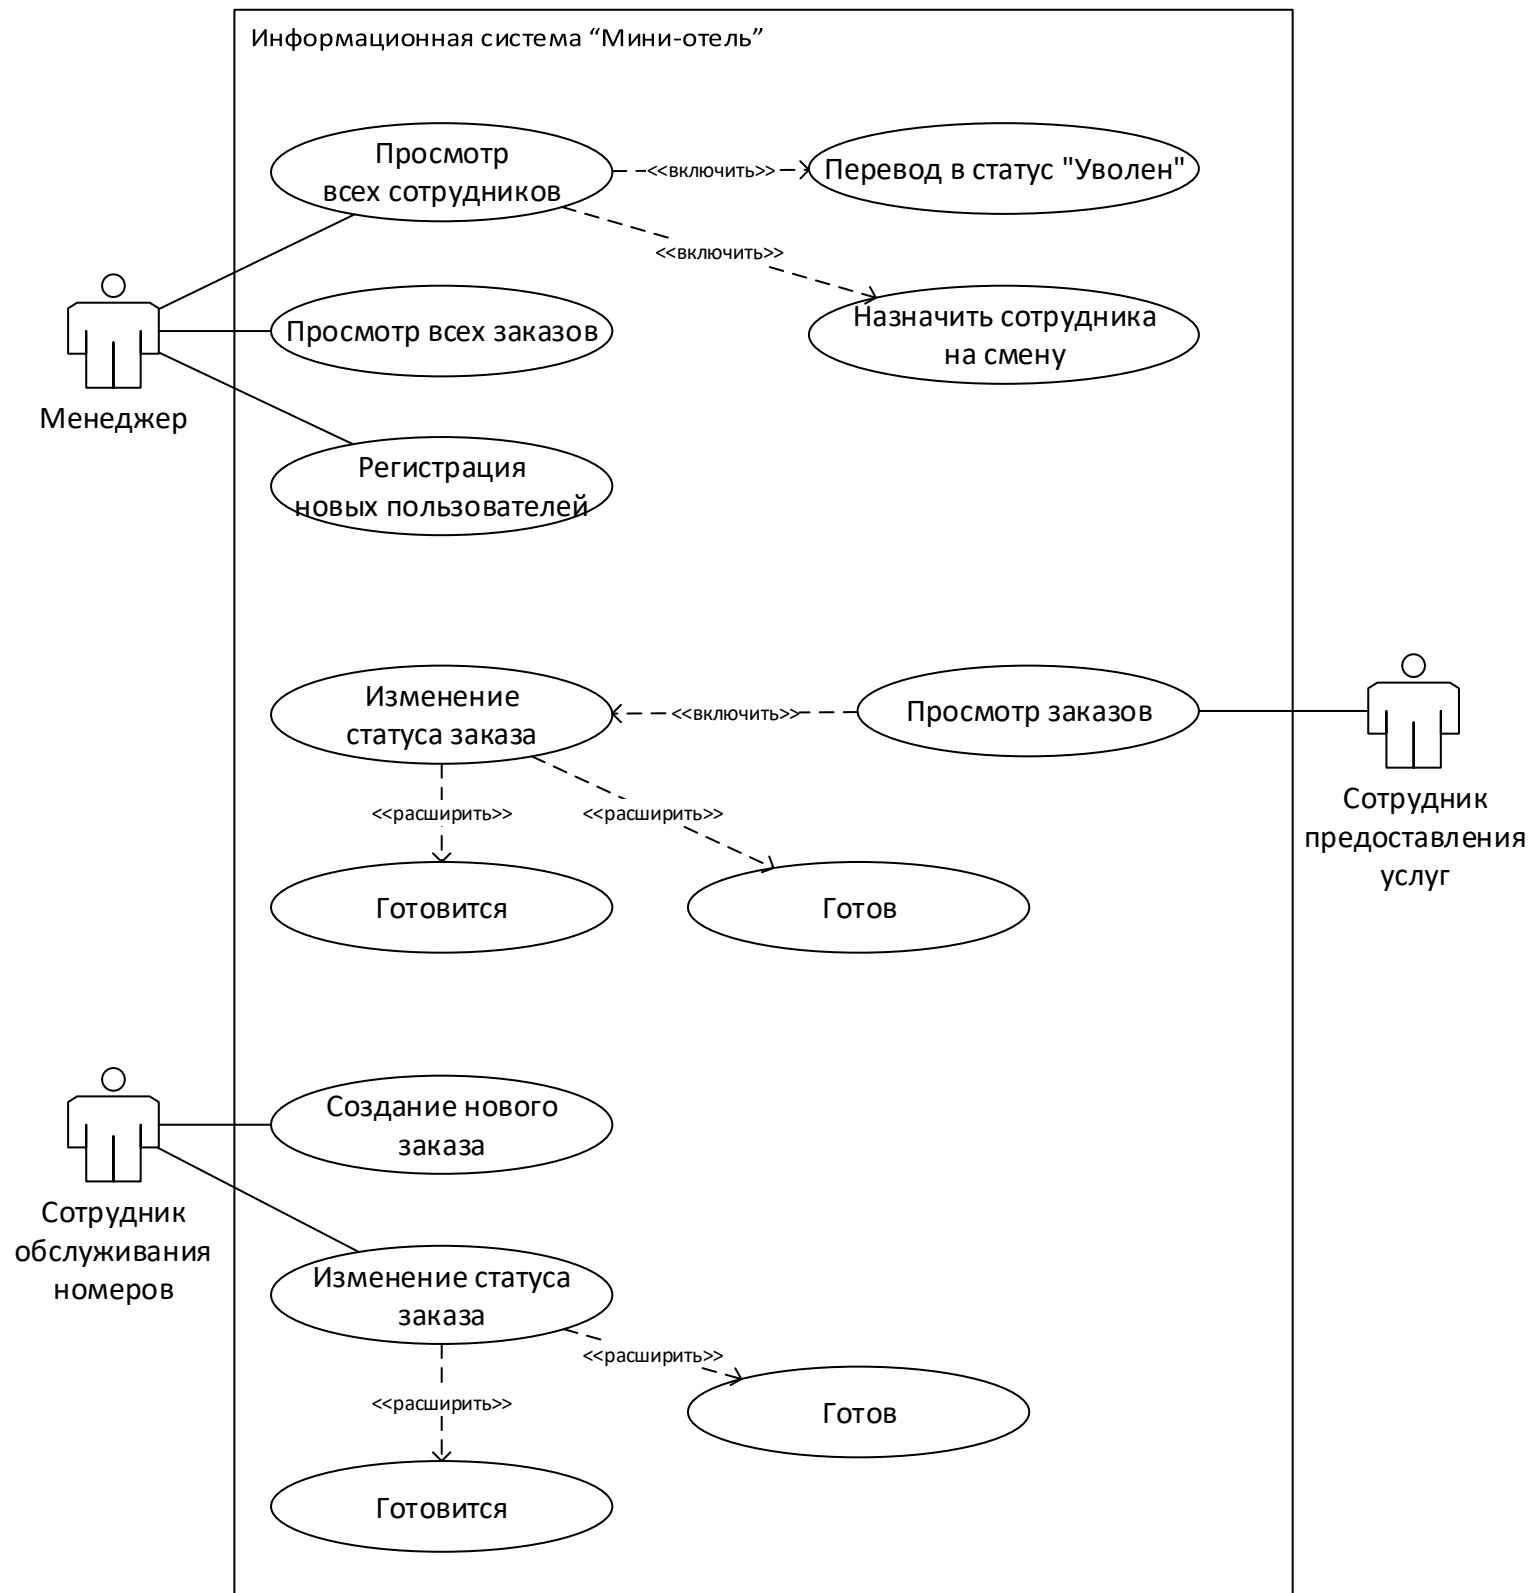 Информационная система “Мини-отель”
Просмотр
всех сотрудников
<<включить>>
Перевод в статус "Уволен"
<<включить>>
Назначить сотрудника
на смену
Просмотр всех заказов
Менеджер
Регистрация
новых пользователей
Изменение
статуса заказа
<<включить>>
Просмотр заказов
Сотрудник
предоставления
услуг
<<расширить>>
<<расширить>>
Готовится
Готов
Создание нового
заказа
Сотрудник
обслуживания
номеров
Изменение статуса
заказа
<<расширить>>
<<расширить>>
Готов
Готовится